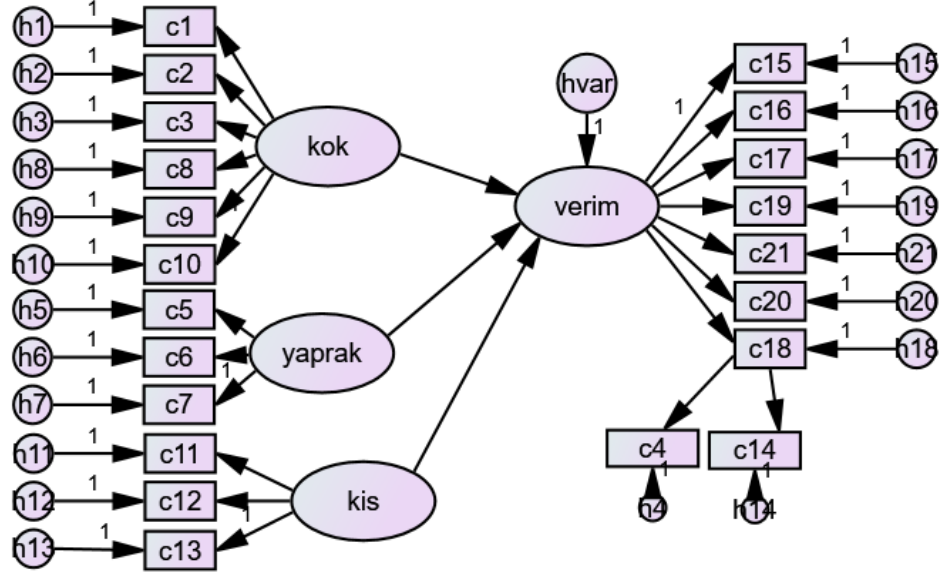 h1 1 c1
h2 1 c2
h3 1 c3
h8 1 c8
h9 1 c9
1
h10 1 c10
h5 1 c5
h6 1 c6
1
h7 1 c7
h11 1 c11
h12 1 c12
1
h13 1 c13
kok
yaprak
kis
hvar
1
verim
1
c15 1 h15
c16 1 h16
c17 1 h17
c19 1 h19
c21 1 h21
c20 1 h20
c18 1 h18
c4 c14
1 1
h4 h14